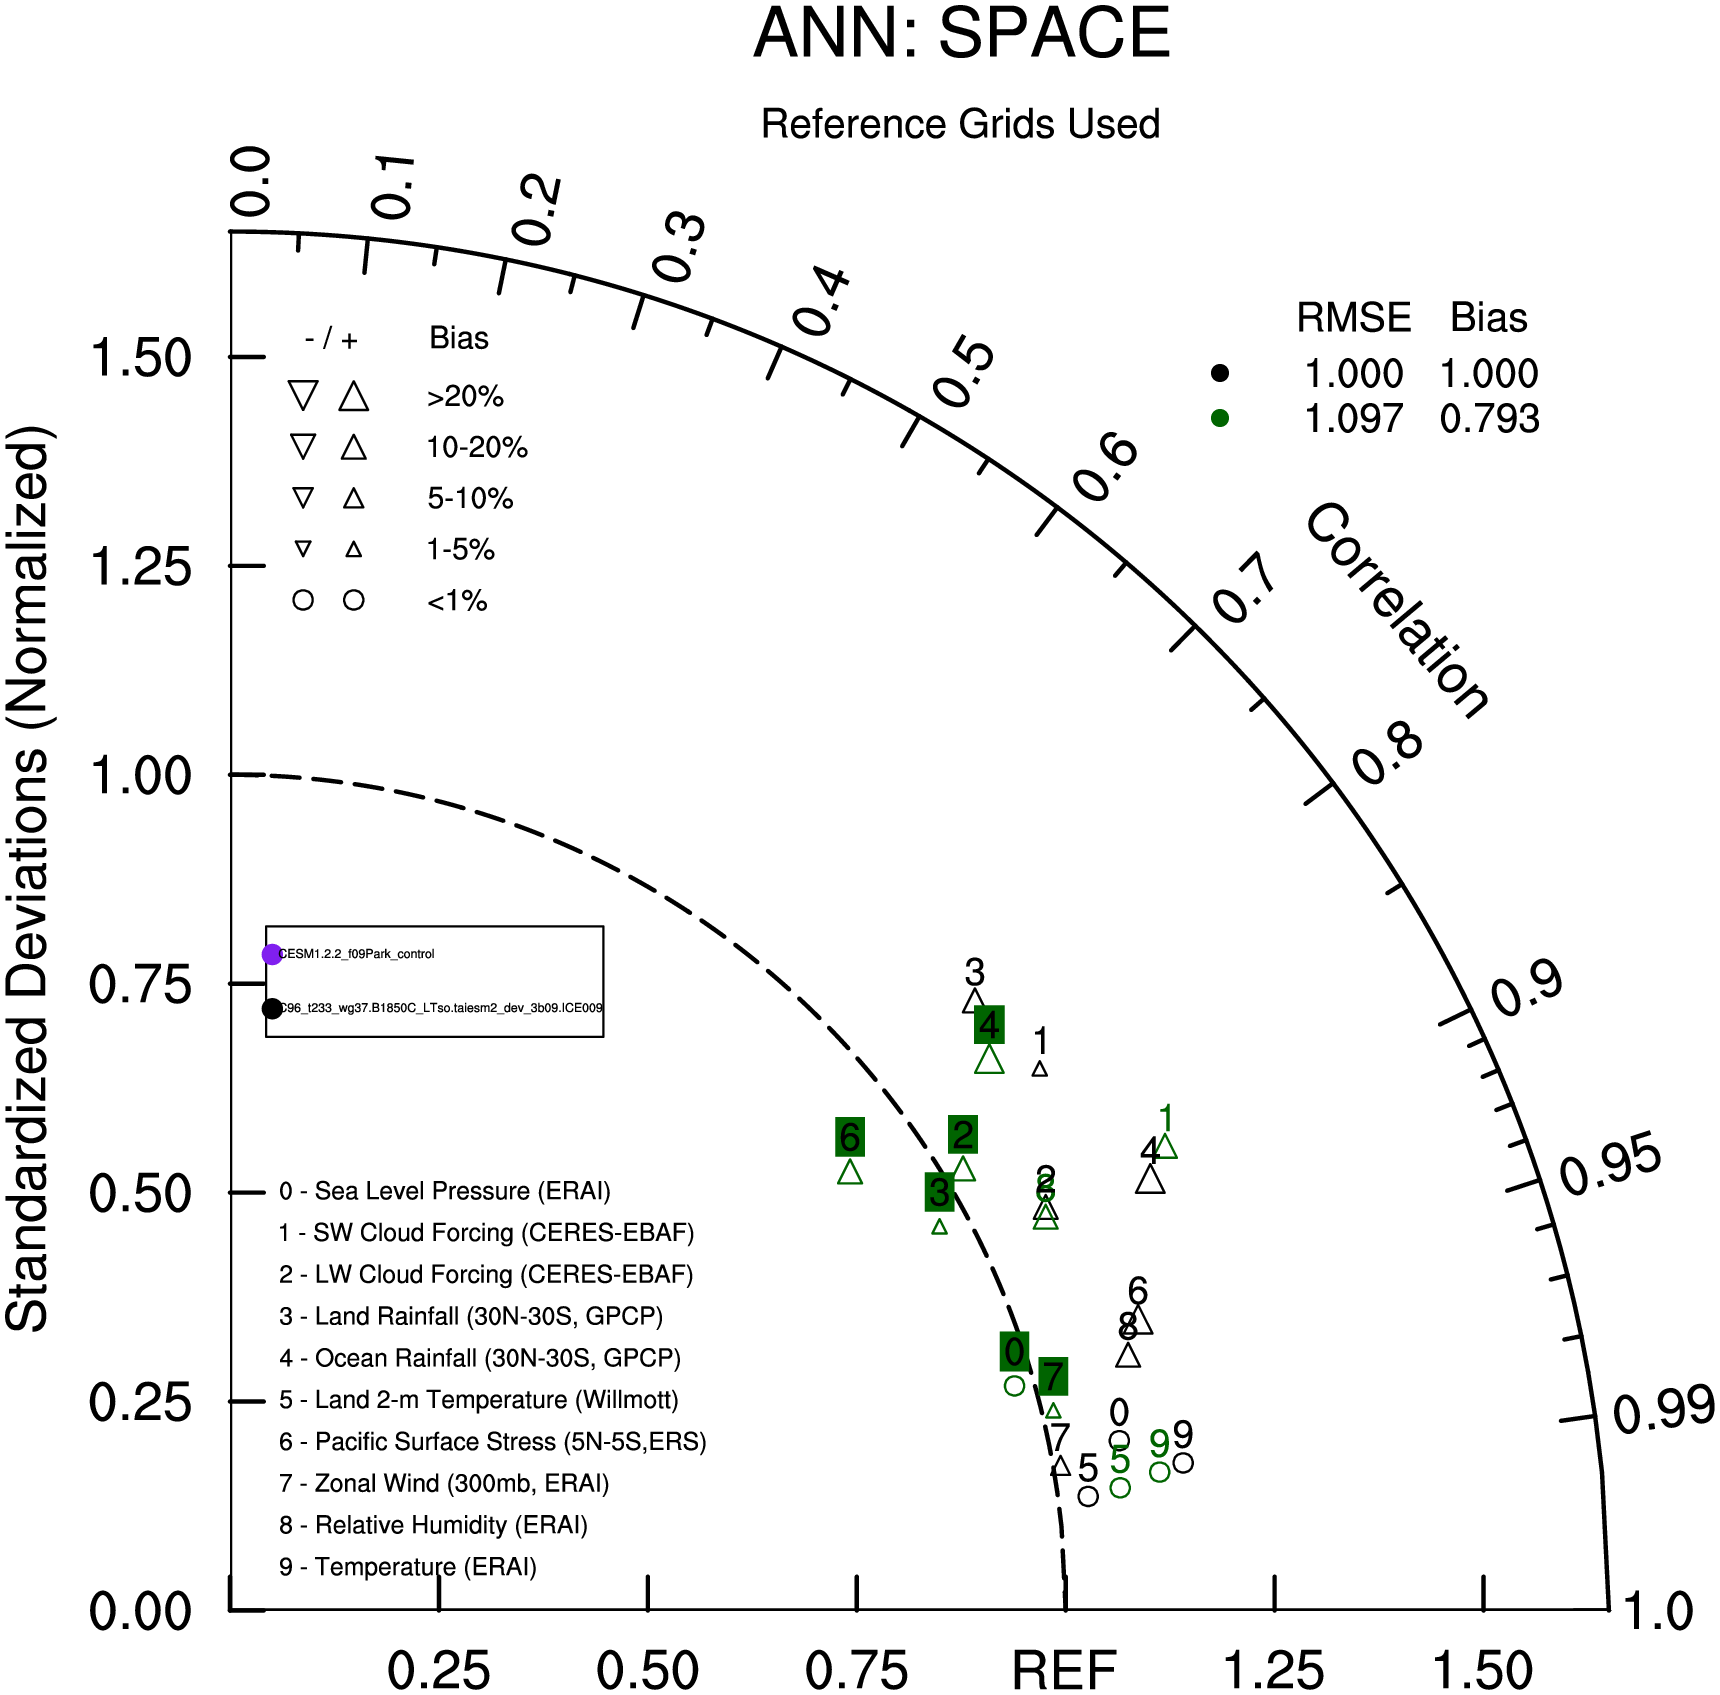 ANN: SPACE
Reference Grids Used
0.0
0.1
0.2
0.3
0.4
0.5
0.6
0.7
0.8
0.9
0.95
0.99
1.0
Correlation
RMSE Bias
1.000 1.000
1.097 0.793
- / + Bias
>20%
10-20%
5-10%
1-5%
<1%
Standardized Deviations (Normalized)
1.50
1.25
1.00
0.75
0.50
0.25
0.00
CESM1.2.2_f09Park_control
C96_t233_wg37.B1850C_LTso.taiesm2_dev_3b09.ICE009
3
4
1
1
6
2
4
3
2
8
6
8
0
7
0
7
9
9
5
5
0 - Sea Level Pressure (ERAI)
1 - SW Cloud Forcing (CERES-EBAF)
2 - LW Cloud Forcing (CERES-EBAF)
3 - Land Rainfall (30N-30S, GPCP)
4 - Ocean Rainfall (30N-30S, GPCP)
5 - Land 2-m Temperature (Willmott)
6 - Pacific Surface Stress (5N-5S,ERS)
7 - Zonal Wind (300mb, ERAI)
8 - Relative Humidity (ERAI)
9 - Temperature (ERAI)
0.25 0.50 0.75 REF 1.25 1.50